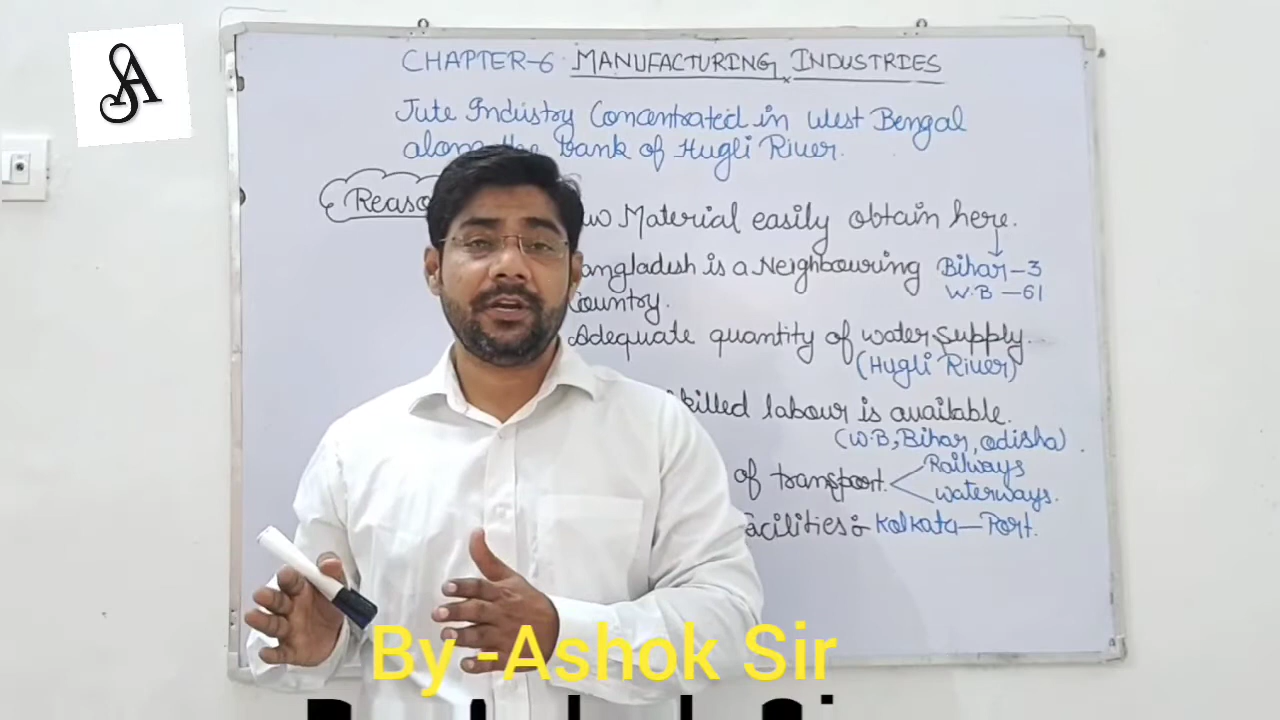 SA
CHAPTER-6 MANUFACTURING INDUSTRIES
Jute Industry Concentrated in West Bengal
along the bank of Hugli River.
Reaso
w Material easily obtain here.
angladesh is a Neighbouring Bihar-3
Country. W.B-61
Adequate quantity of water supply.
(Hugli River)
killed labour is available.
(W.B, Bihar, odisha)
Railways
of transport.
waterways.
acilities:- Kolkata-Port.
By -Ashok Sir